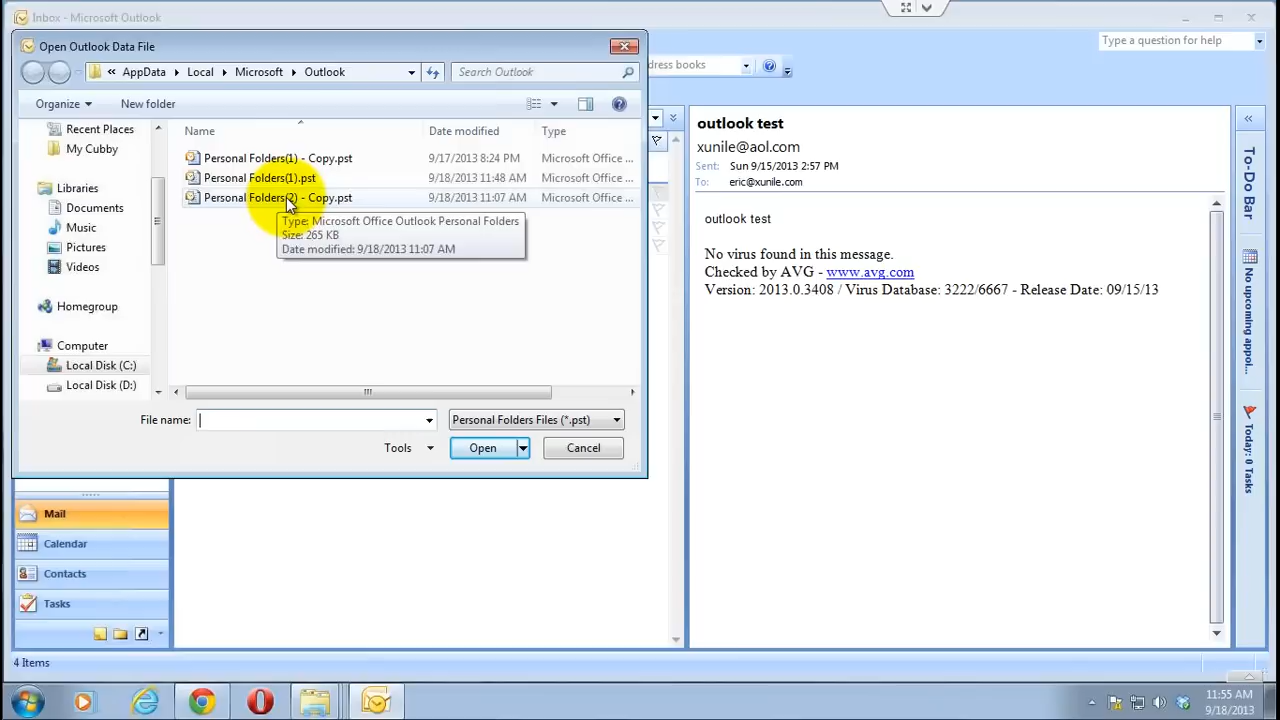 Inbox - Microsoft Outlook
Type a question for help
Open Outlook Data File
« AppData Local Microsoft Outlook
Search Outlook
dress books
Organize New folder
Recent Places
My Cubby
Libraries
Documents
Music
Pictures
Videos
Homegroup
Computer
Local Disk (C:)
Local Disk (D:)
Name Date modified Type
Personal Folders(1) - Copy.pst 9/17/2013 8:24 PM Microsoft Office ...
Personal Folders(1).pst 9/18/2013 11:48 AM Microsoft Office ...
Personal Folders(2) - Copy.pst 9/18/2013 11:07 AM Microsoft Office ...
Type: Microsoft Office Outlook Personal Folders
Size: 265 KB
Date modified: 9/18/2013 11:07 AM
File name:
Personal Folders Files (*.pst)
Tools Open Cancel
outlook test
xunile@aol.com
Sent: Sun 9/15/2013 2:57 PM
To: eric@xunile.com
outlook test
No virus found in this message.
Checked by AVG - www.avg.com
Version: 2013.0.3408 / Virus Database: 3222/6667 - Release Date: 09/15/13
«
To-Do Bar
No upcoming appoi...
Today: 0 Tasks
Mail
Calendar
Contacts
Tasks
4 Items
11:55 AM
9/18/2013